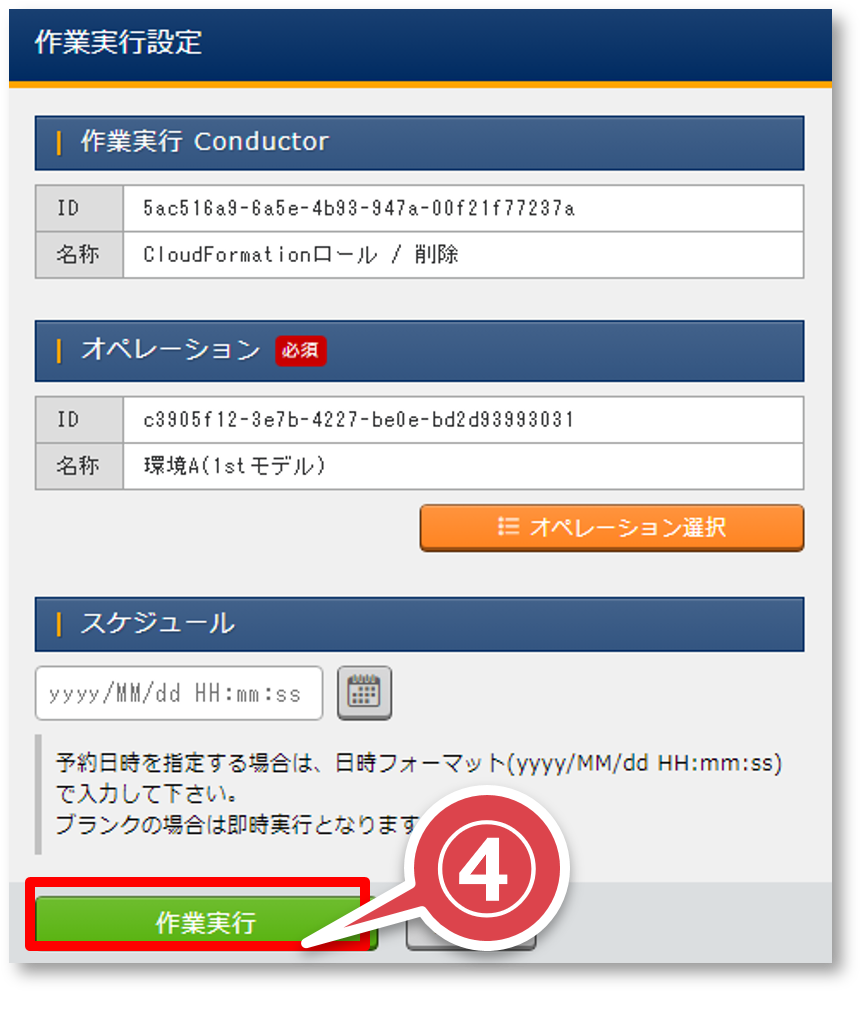 作業実行設定
作業実行 Conductor
ID 5ac516a9-6a5e-4b93-947a-00f21f77237a
名称 CloudFormationロール / 削除
オペレーション 必須
ID c3905f12-3e7b-4227-be0e-bd2d93993031
名称 環境A(1stモデル)
オペレーション選択
スケジュール
yyyy/MM/dd HH:mm:ss
予約日時を指定する場合は、日時フォーマット(yyyy/MM/dd HH:mm:ss)
で入力して下さい。
ブランクの場合は即時実行となります
④
作業実行